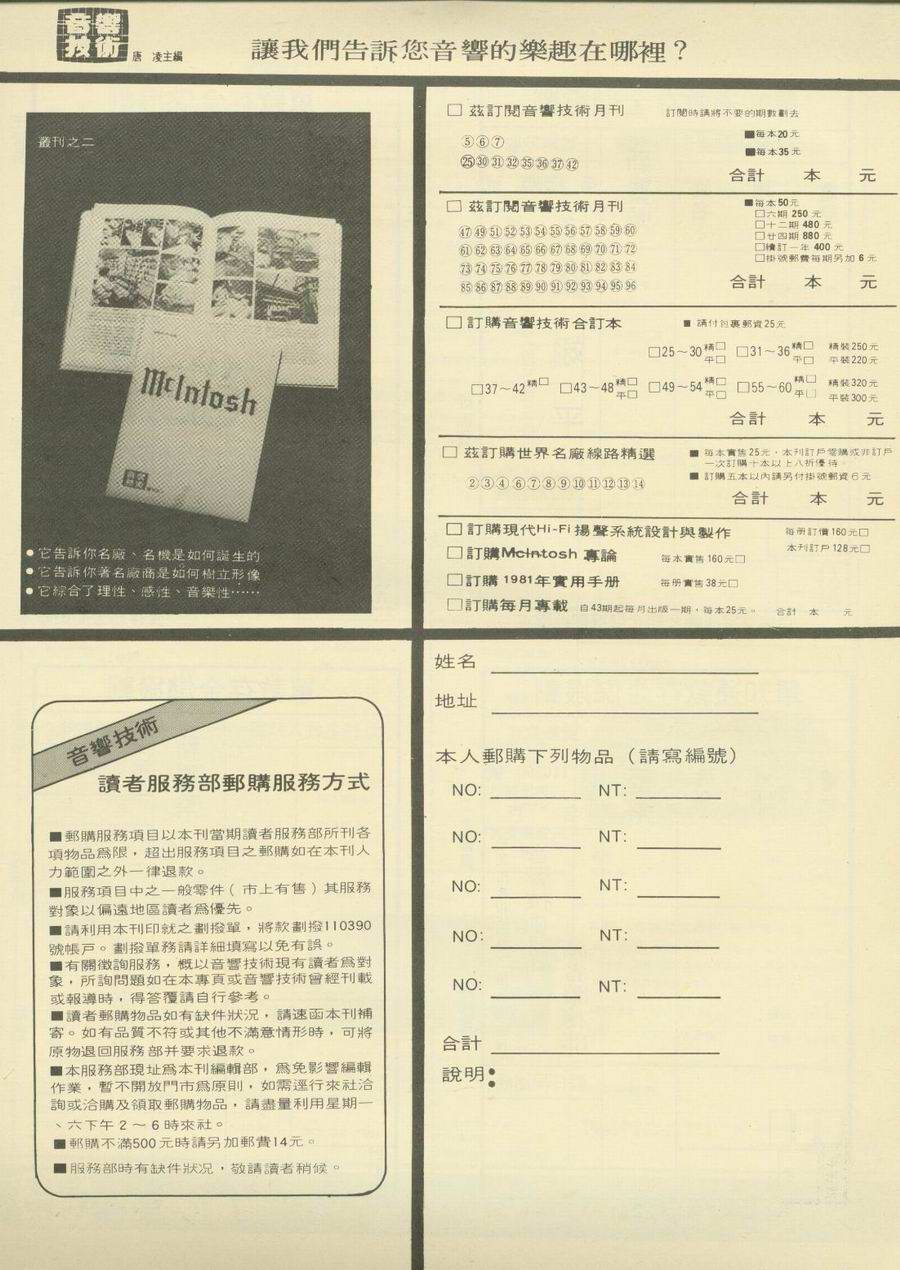 音響技術
唐 凌主編
讓我們告訴您音響的樂趣在哪裡？
叢刊之二
McIntosh
●它告訴你名廠、名機是如何誕生的
●它告訴你著名廠商是如何樹立形像
●它綜合了理性、感性、音樂性……
□ 茲訂閱音響技術月刊 訂閱時請將不要的期數劃去
⑤⑥⑦ ■每本20元
㉕㉚㉛㉜㉟㊱㊲㊷ ■每本35元
合計 本 元
□ 茲訂閱音響技術月刊 ■每本50元
□六期 250 元
□十二期 480 元
□廿四期 880 元
□續訂一年 400 元
□掛號郵費每期另加 6 元
47 49 51 52 53 54 55 56 57 58 59 60
61 62 63 64 65 66 67 68 69 70 71 72
73 74 75 76 77 78 79 80 81 82 83 84
85 86 87 88 89 90 91 92 93 94 95 96
合計 本 元
□訂購音響技術合訂本 ■ 請付包裹郵資25元
□25～30 精□ 平□ □31～36 精□ 平□ 精裝250元 平裝220元
□37～42 精□ □43～48 精□ 平□ □49～54 精□ 平□ □55～60 精□ 平□ 精裝320元 平裝300元
合計 本 元
□ 茲訂購世界名廠線路精選 ■ 每本實售25元，本刊訂戶零購或非訂戶
一次訂購十本以上八折優待。
②③④⑥⑦⑧⑨⑩⑪⑫⑬⑭ ■ 訂購五本以內請另付掛號郵資6元
合計 本 元
□訂購現代Hi-Fi揚聲系統設計與製作 每冊訂價160元□
本刊訂戶128元□
□訂購McIntosh 專論 每本實售160元□
□訂購 1981年實用手册 每册實售38元□
□訂購每月專載 自43期起每月出版一期，每本25元。 合計 本 元
音響技術
讀者服務部郵購服務方式
■郵購服務項目以本刊當期讀者服務部所刊各
項物品爲限，超出服務項目之郵購如在本刊人
力範圍之外一律退款。
■服務項目中之一般零件（市上有售）其服務
對象以偏遠地區讀者爲優先。
■請利用本刊印就之劃撥單，將款劃撥110390
號帳戶。劃撥單務請詳細填寫以免有誤。
■有關徵詢服務，概以音響技術現有讀者爲對
象，所詢問題如在本專頁或音響技術曾經刊載
或報導時，得答覆請自行參考。
■讀者郵購物品如有缺件狀況，請速函本刊補
寄。如有品質不符或其他不滿意情形時，可將
原物退回服務部并要求退款。
■本服務部現址爲本刊編輯部，爲免影響編輯
作業，暫不開放門市爲原則，如需逕行來社洽
詢或洽購及領取郵購物品，請盡量利用星期一
、六下午 2 ～ 6 時來社。
■郵購不滿500元時請另加郵費14元。
■服務部時有缺件狀况，敬請讀者稍候。
姓名
地址
本人郵購下列物品（請寫編號）
NO: NT:
NO: NT:
NO: NT:
NO: NT:
NO: NT:
合計
說明：